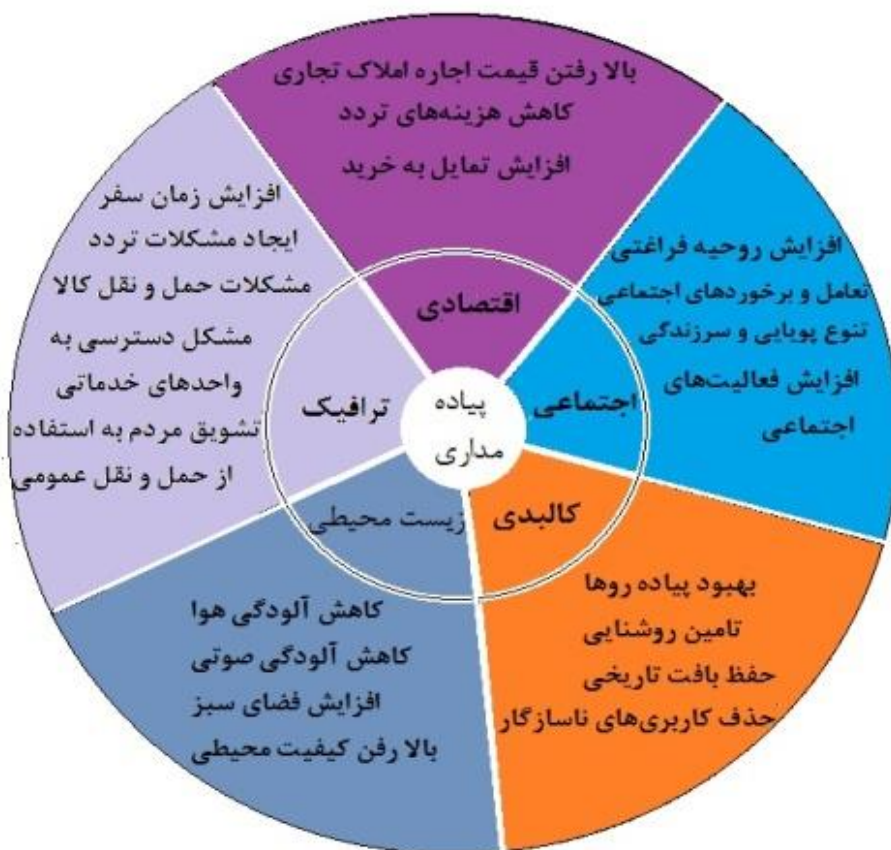 بالا رفتن قیمت اجاره املاک تجاری
کاهش هزینه‌های تردد
افزایش تمایل به خرید
اقتصادی
افزایش روحیه فراغتی
تعامل و برخوردهای اجتماعی
تنوع پویایی و سرزندگی
افزایش فعالیت‌های
اجتماعی
اجتماعی
پیاده
مداری
کالبدی
بهبود پیاده روها
تامین روشنایی
حفظ بافت تاریخی
حذف کاربری‌های ناسازگار
زیست محیطی
کاهش آلودگی هوا
کاهش آلودگی صوتی
افزایش فضای سبز
بالا رفن کیفیت محیطی
ترافیک
افزایش زمان سفر
ایجاد مشکلات تردد
مشکلات حمل و نقل کالا
مشکل دسترسی به
واحدهای خدماتی
تشویق مردم به استفاده
از حمل و نقل عمومی